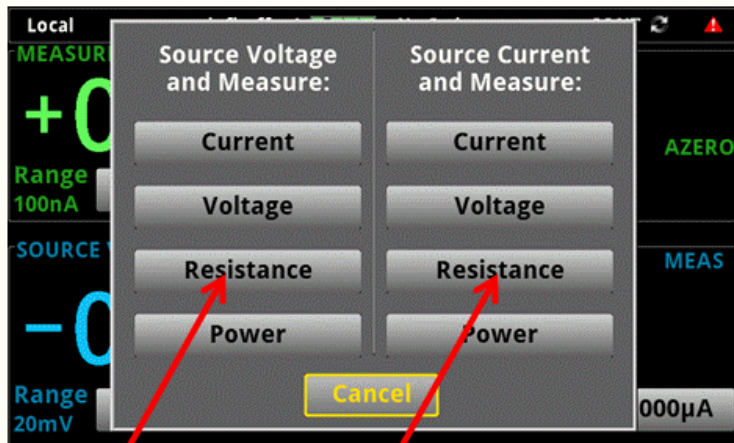 Local
MEASUR
+0
Range
100nA
AZERO
SOURCE
MEAS
-0
Range
20mV
000µA
Source Voltage
and Measure:
Current
Voltage
Resistance
Power
Source Current
and Measure:
Current
Voltage
Resistance
Power
Cancel